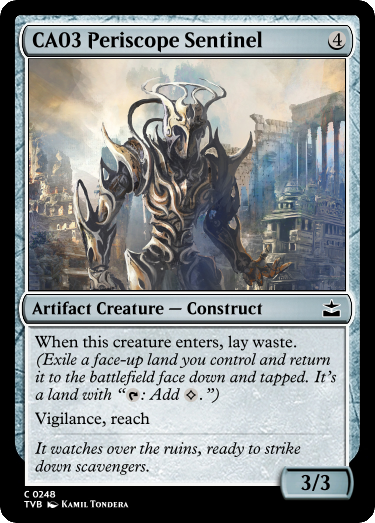 CA03 Periscope Sentinel 4
Artifact Creature — Construct
When this creature enters, lay waste.
(Exile a face-up land you control and return
it to the battlefield face down and tapped. It's
a land with “: Add .”)
Vigilance, reach
It watches over the ruins, ready to strike
down scavengers.
3/3
C 0248
TVB Kamil Tondera